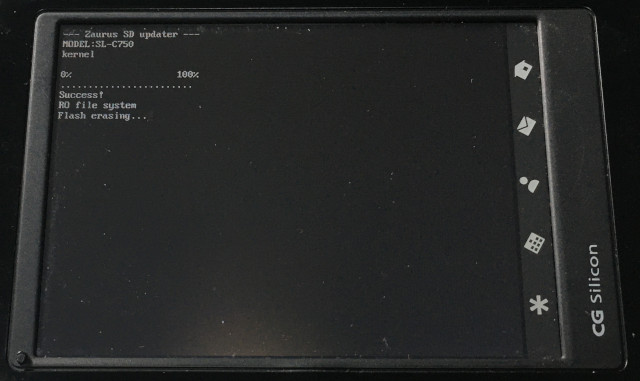 --- Zaurus SD updater ---
MODEL:SL-C750
kernel
0% 100%
........................
Success!
RO file system
Flash erasing...
CG Silicon